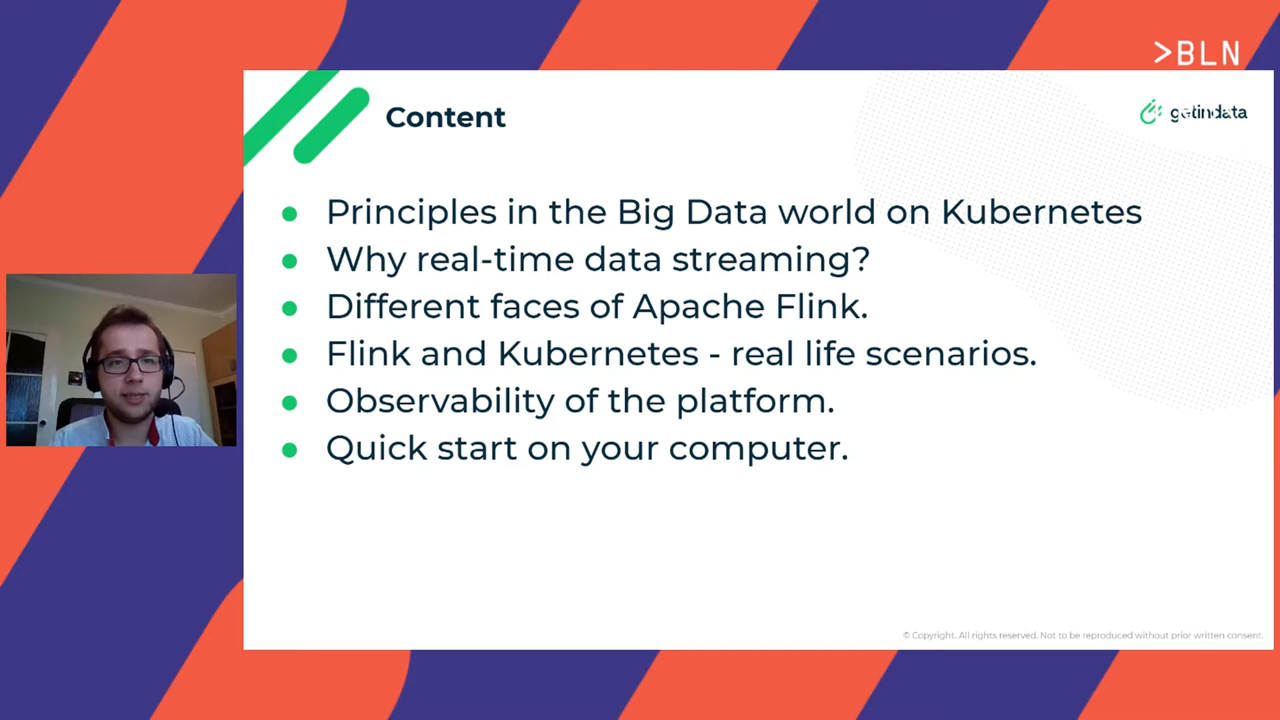 >BLN
Content
getindata
● Principles in the Big Data world on Kubernetes
● Why real-time data streaming?
● Different faces of Apache Flink.
● Flink and Kubernetes - real life scenarios.
● Observability of the platform.
● Quick start on your computer.
© Copyright. All rights reserved. Not to be reproduced without prior written consent.